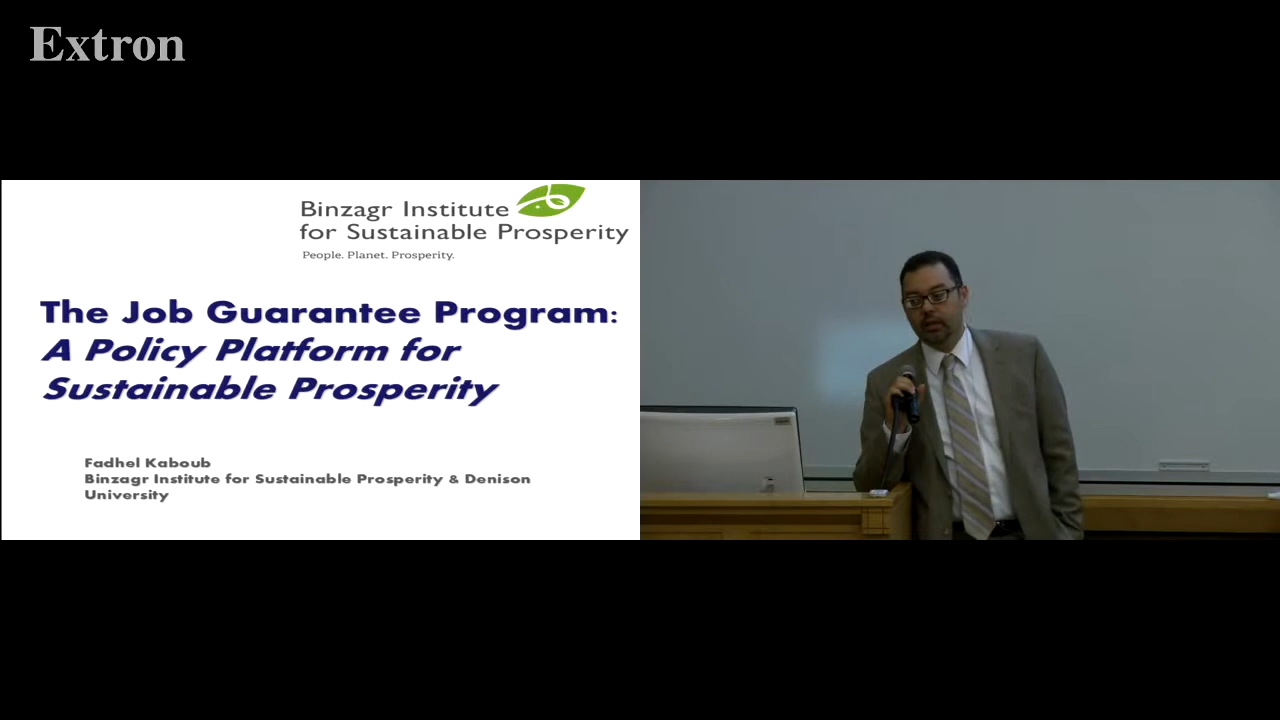 Extron
Binzagr Institute
for Sustainable Prosperity
People. Planet. Prosperity.
The Job Guarantee Program:
A Policy Platform for
Sustainable Prosperity
Fadhel Kaboub
Binzagr Institute for Sustainable Prosperity & Denison
University